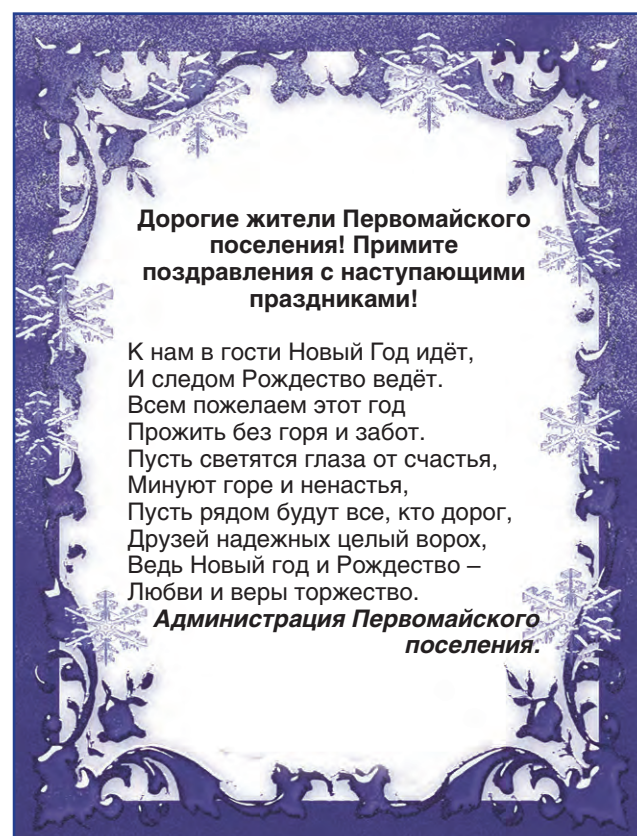 Дорогие жители Первомайского
поселения! Примите
поздравления с наступающими
праздниками!
К нам в гости Новый Год идёт,
И следом Рождество ведёт.
Всем пожелаем этот год
Прожить без горя и забот.
Пусть светятся глаза от счастья,
Минуют горе и ненастья,
Пусть рядом будут все, кто дорог,
Друзей надежных целый ворох,
Ведь Новый год и Рождество –
Любви и веры торжество.
Администрация Первомайского
поселения.